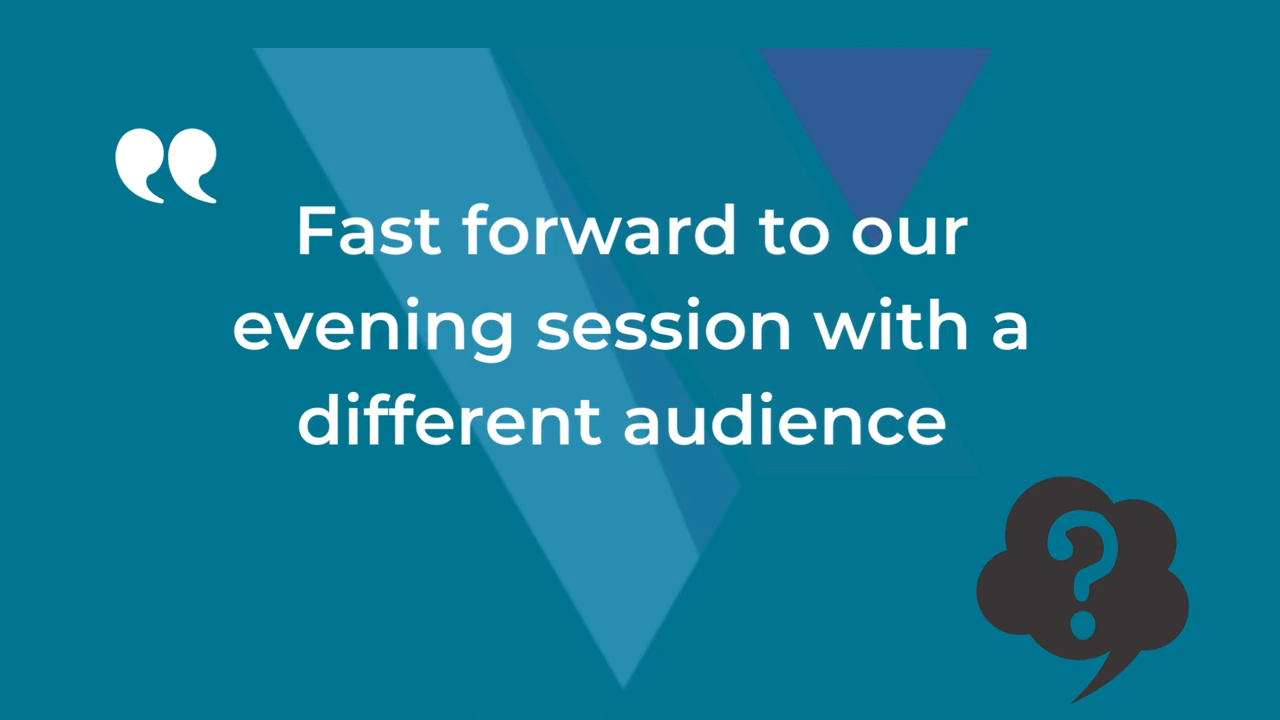 ”
Fast forward to our
evening session with a
different audience
?